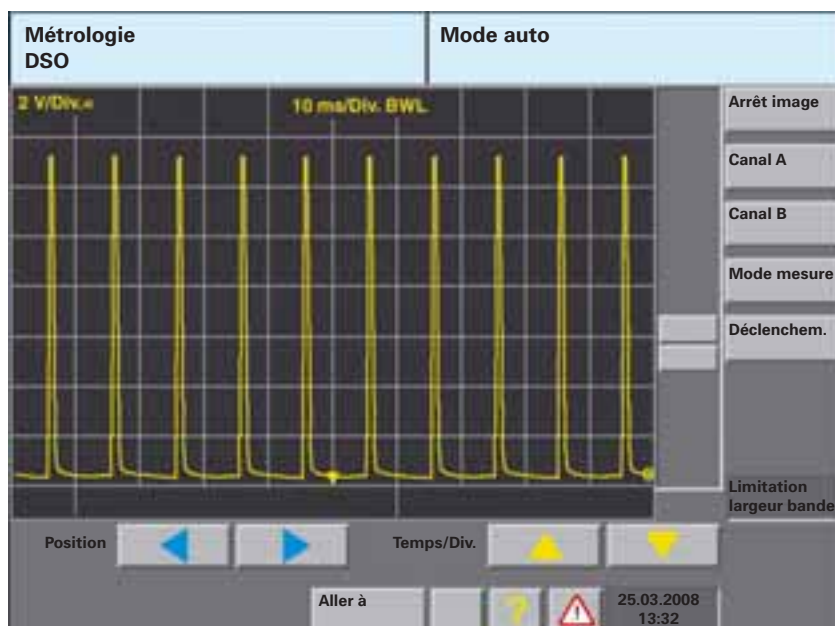 Métrologie
DSO
Mode auto
2 V/Div.=
10 ms/Div. BWL
Arrêt image
Canal A
Canal B
Mode mesure
Déclenchem.
Limitation
largeur bande
Position
Temps/Div.
Aller à
?
!
25.03.2008
13:32